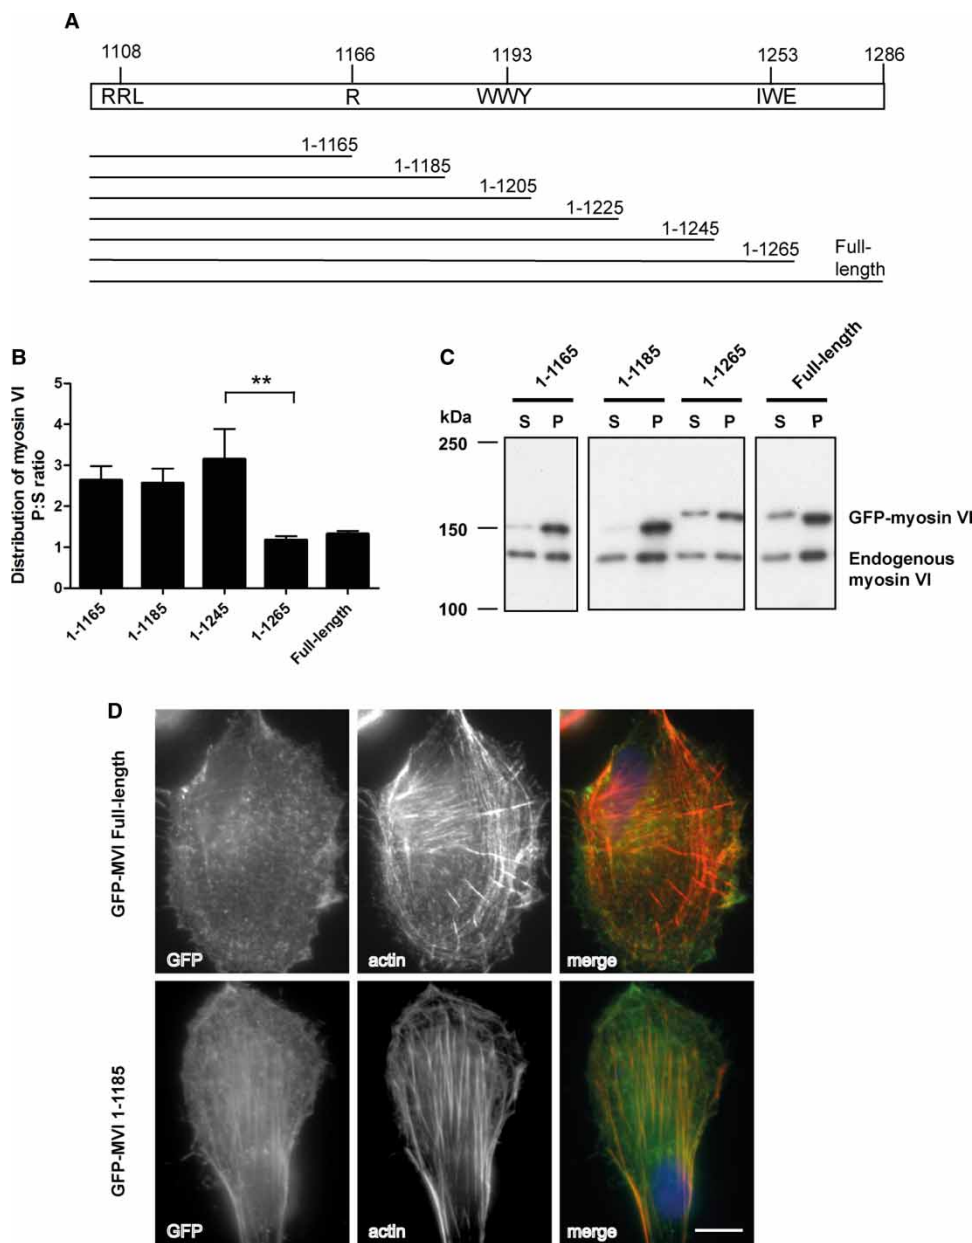 A
1108 1166 1193 1253 1286
RRL R WWY IWE
1-1165
1-1185
1-1205
1-1225
1-1245
1-1265
Full-
length
B
Distribution of myosin VI
P:S ratio
5
4
3
2
1
0
**
1-1165
1-1185
1-1245
1-1265
Full-length
C
1-1165
1-1185
1-1265
Full-length
kDa
S P S P S P S P
250
150
100
GFP-myosin VI
Endogenous
myosin VI
D
GFP-MVI Full-length
GFP actin merge
GFP-MVI 1-1185
GFP actin merge